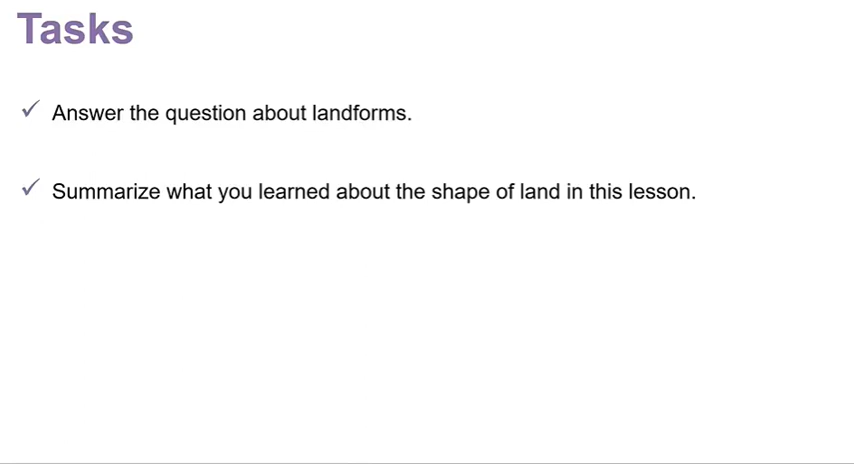 Tasks
✓ Answer the question about landforms.
✓ Summarize what you learned about the shape of land in this lesson.